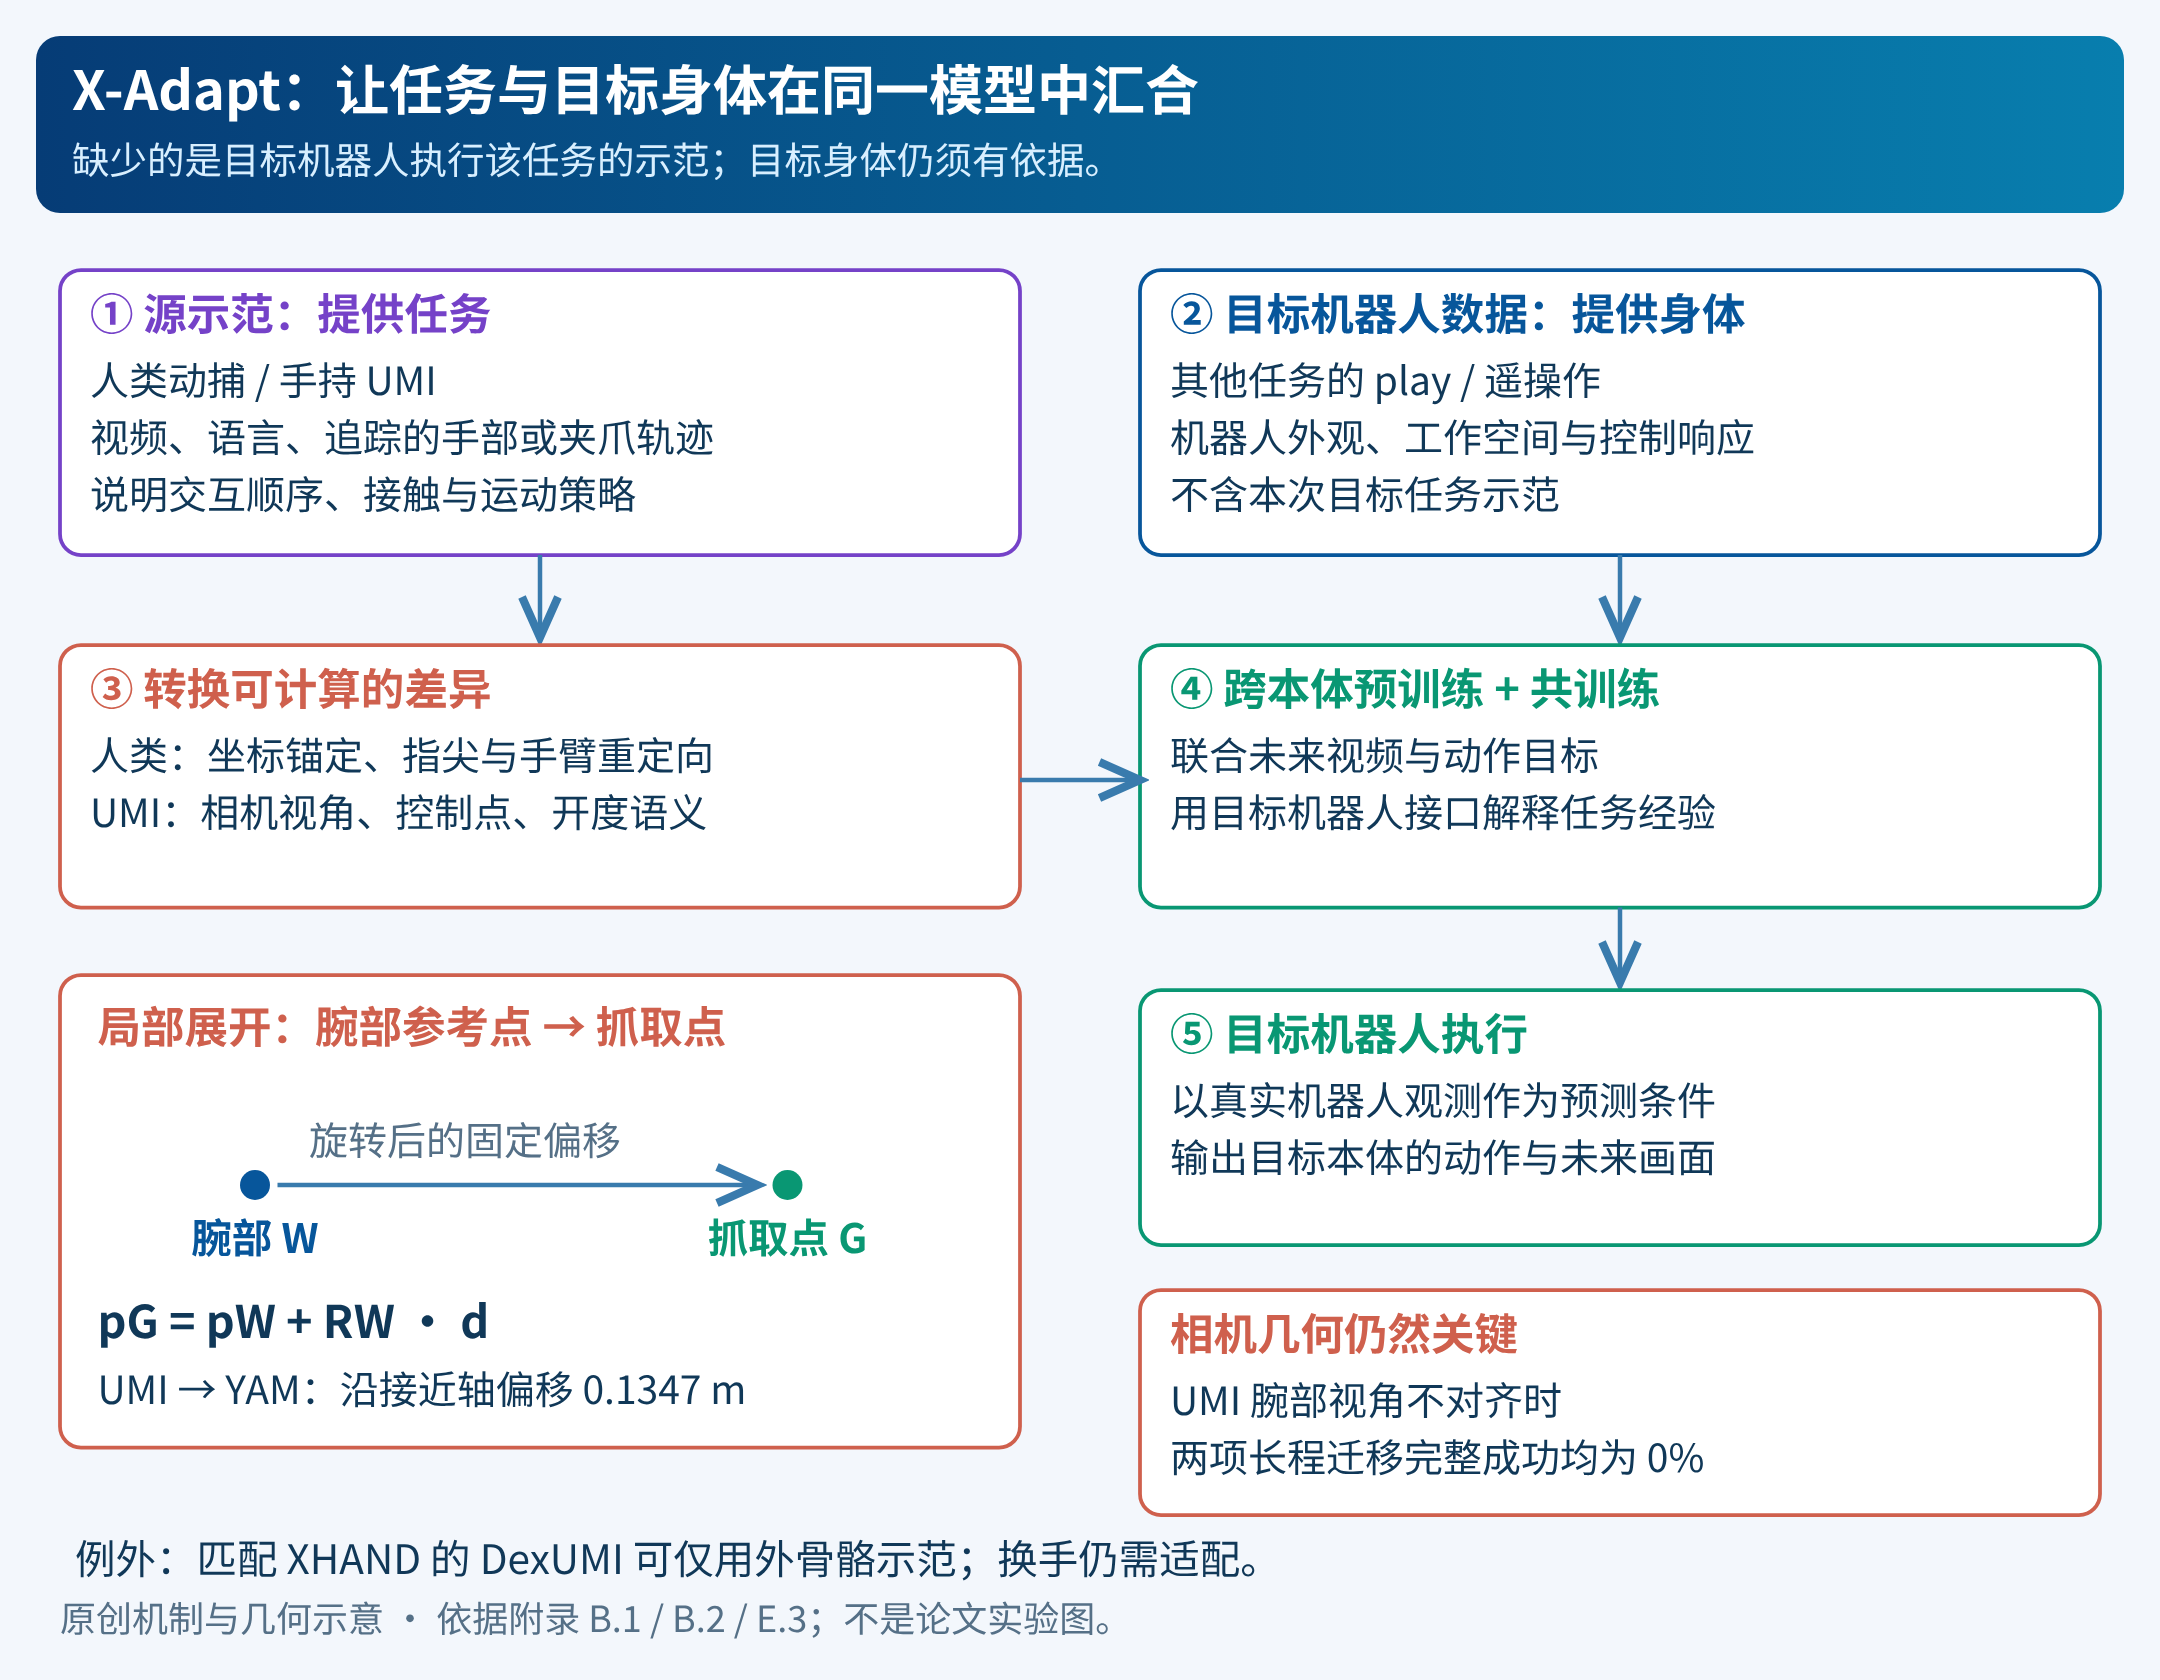 X-Adapt：让任务与目标身体在同一模型中汇合
缺少的是目标机器人执行该任务的示范；目标身体仍须有依据。
① 源示范：提供任务
人类动捕 / 手持 UMI
视频、语言、追踪的手部或夹爪轨迹
说明交互顺序、接触与运动策略
② 目标机器人数据：提供身体
其他任务的 play / 遥操作
机器人外观、工作空间与控制响应
不含本次目标任务示范
③ 转换可计算的差异
人类：坐标锚定、指尖与手臂重定向
UMI：相机视角、控制点、开度语义
④ 跨本体预训练 + 共训练
联合未来视频与动作目标
用目标机器人接口解释任务经验
局部展开：腕部参考点 → 抓取点
旋转后的固定偏移
腕部 W
抓取点 G
pG = pW + RW · d
UMI → YAM：沿接近轴偏移 0.1347 m
⑤ 目标机器人执行
以真实机器人观测作为预测条件
输出目标本体的动作与未来画面
相机几何仍然关键
UMI 腕部视角不对齐时
两项长程迁移完整成功均为 0%
例外：匹配 XHAND 的 DexUMI 可仅用外骨骼示范；换手仍需适配。
原创机制与几何示意 · 依据附录 B.1 / B.2 / E.3；不是论文实验图。